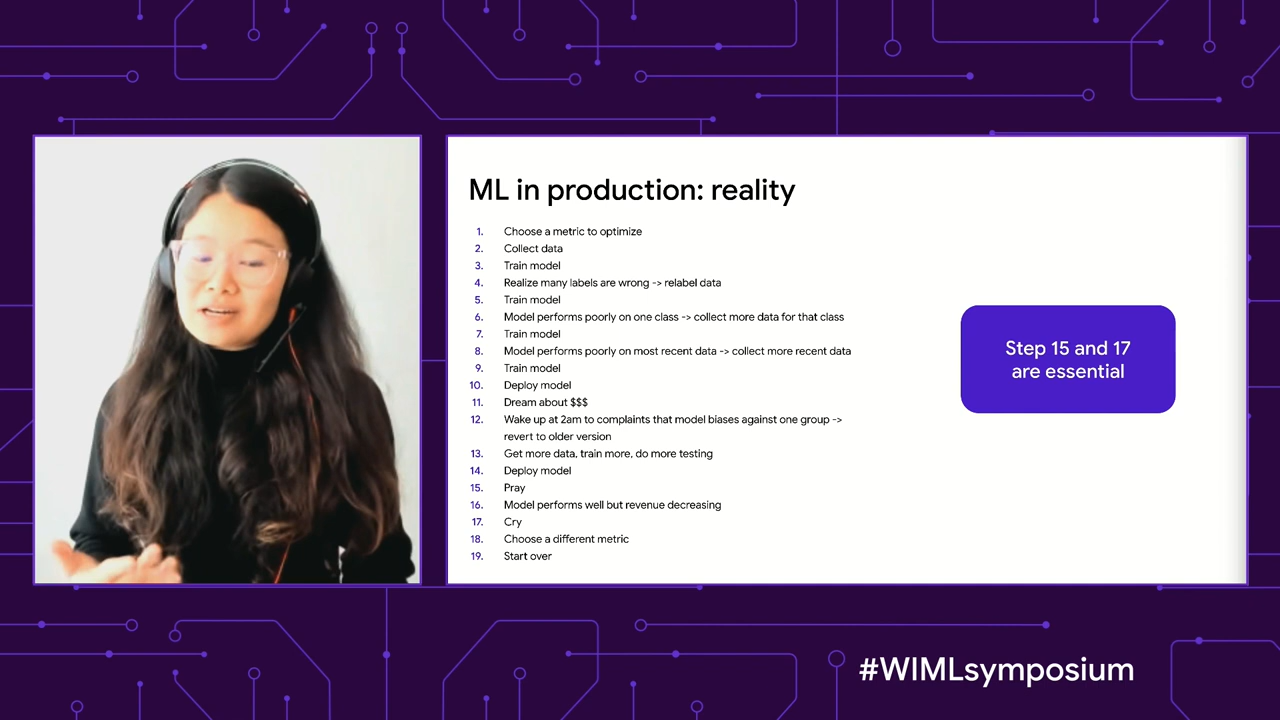 ML in production: reality
1. Choose a metric to optimize
2. Collect data
3. Train model
4. Realize many labels are wrong -> relabel data
5. Train model
6. Model performs poorly on one class -> collect more data for that class
7. Train model
8. Model performs poorly on most recent data -> collect more recent data
9. Train model
10. Deploy model
11. Dream about $$$
12. Wake up at 2am to complaints that model biases against one group ->
revert to older version
13. Get more data, train more, do more testing
14. Deploy model
15. Pray
16. Model performs well but revenue decreasing
17. Cry
18. Choose a different metric
19. Start over
Step 15 and 17
are essential
#WIMLsymposium